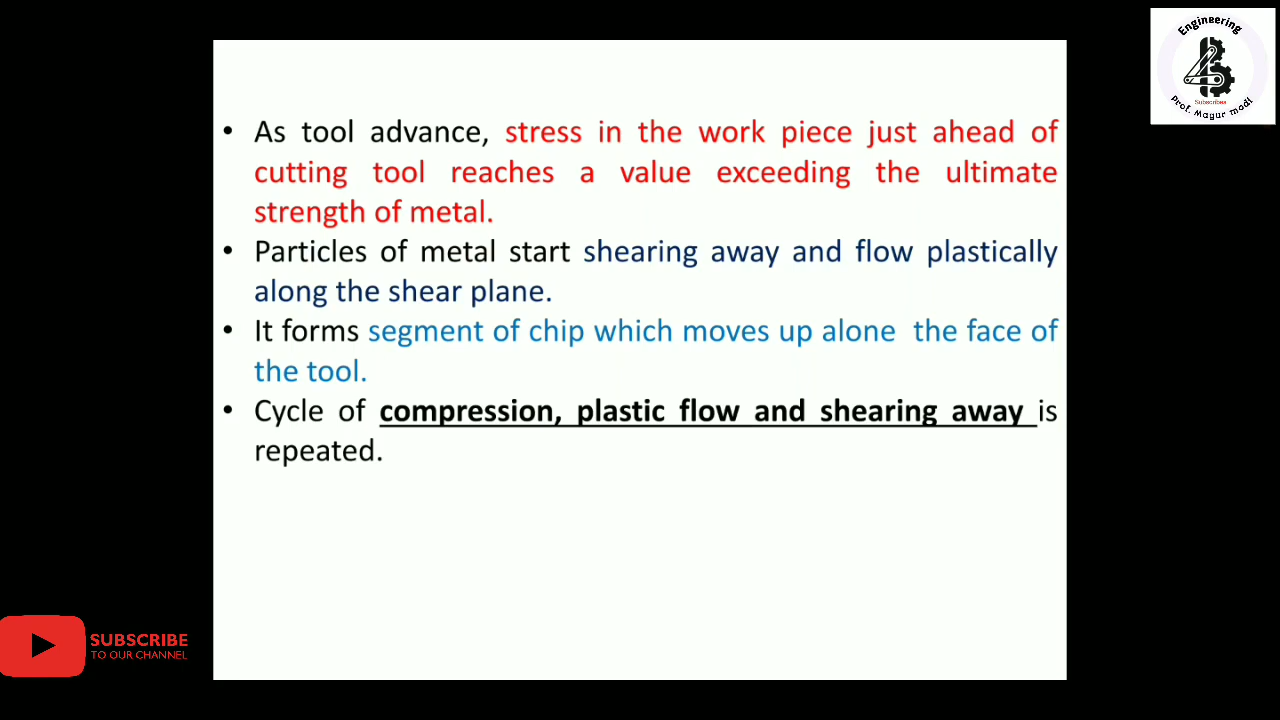 Engineering
Subscribes
Prof. Mayur modi
• As tool advance, stress in the work piece just ahead of
cutting tool reaches a value exceeding the ultimate
strength of metal.
• Particles of metal start shearing away and flow plastically
along the shear plane.
• It forms segment of chip which moves up alone the face of
the tool.
• Cycle of compression, plastic flow and shearing away is
repeated.
SUBSCRIBE
TO OUR CHANNEL